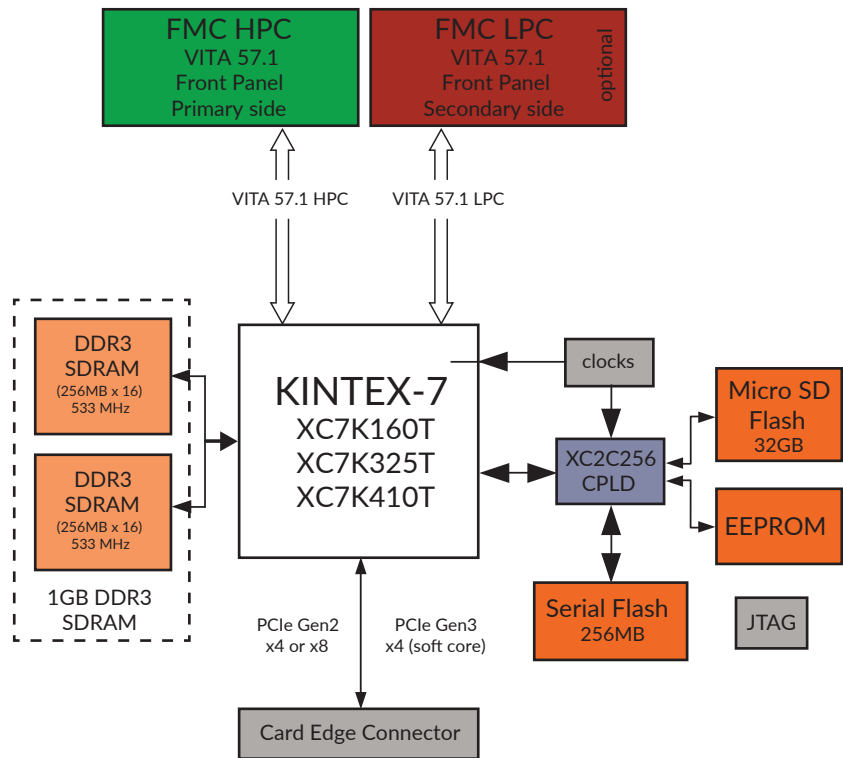 FMC HPC
VITA 57.1
Front Panel
Primary side
FMC LPC
VITA 57.1
Front Panel
Secondary side
optional
VITA 57.1 HPC
VITA 57.1 LPC
DDR3
SDRAM
(256MB x 16)
533 MHz
DDR3
SDRAM
(256MB x 16)
533 MHz
1GB DDR3
SDRAM
KINTEX-7
XC7K160T
XC7K325T
XC7K410T
clocks
XC2C256
CPLD
Micro SD
Flash
32GB
EEPROM
Serial Flash
256MB
JTAG
PCIe Gen2
x4 or x8
PCIe Gen3
x4 (soft core)
Card Edge Connector